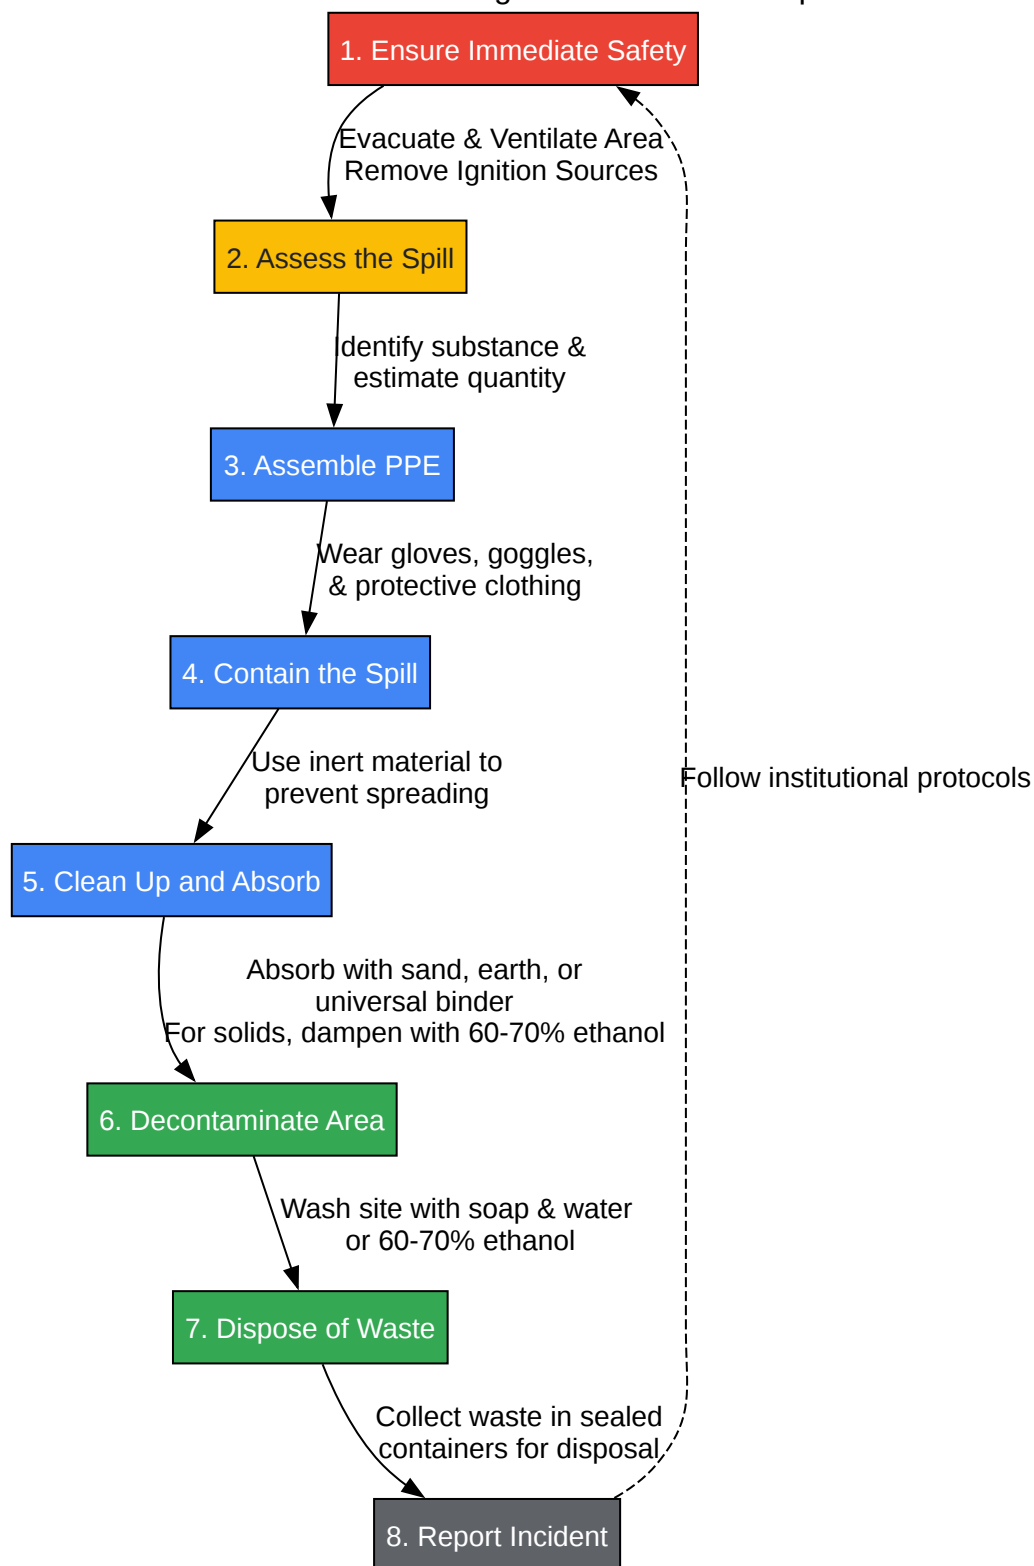 1. Ensure Immediate Safety
Evacuate & Ventilate Area
Remove Ignition Sources
2. Assess the Spill
Identify substance &
estimate quantity
3. Assemble PPE
Wear gloves, goggles,
& protective clothing
4. Contain the Spill
Use inert material to
prevent spreading
Follow institutional protocols
5. Clean Up and Absorb
Absorb with sand, earth, or
universal binder
For solids, dampen with 60-70% ethanol
6. Decontaminate Area
Wash site with soap & water
or 60-70% ethanol
7. Dispose of Waste
Collect waste in sealed
containers for disposal
8. Report Incident